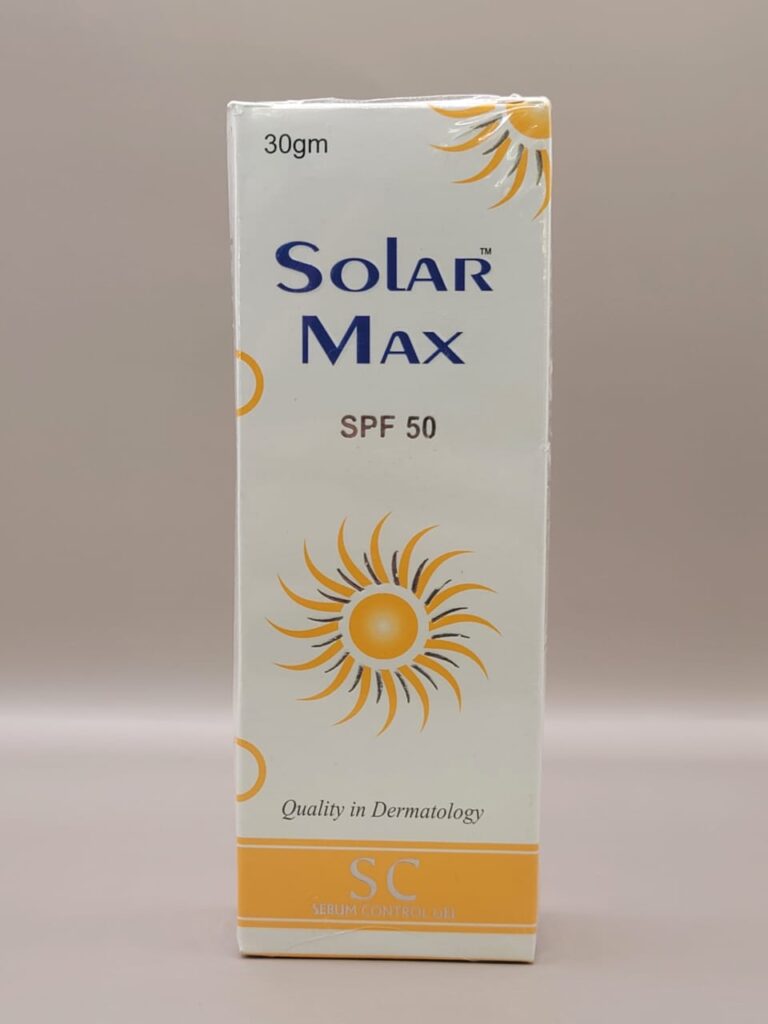 30gm
Solar™
Max
SPF 50
Quality in Dermatology
SC
SEBUM CONTROL GEL